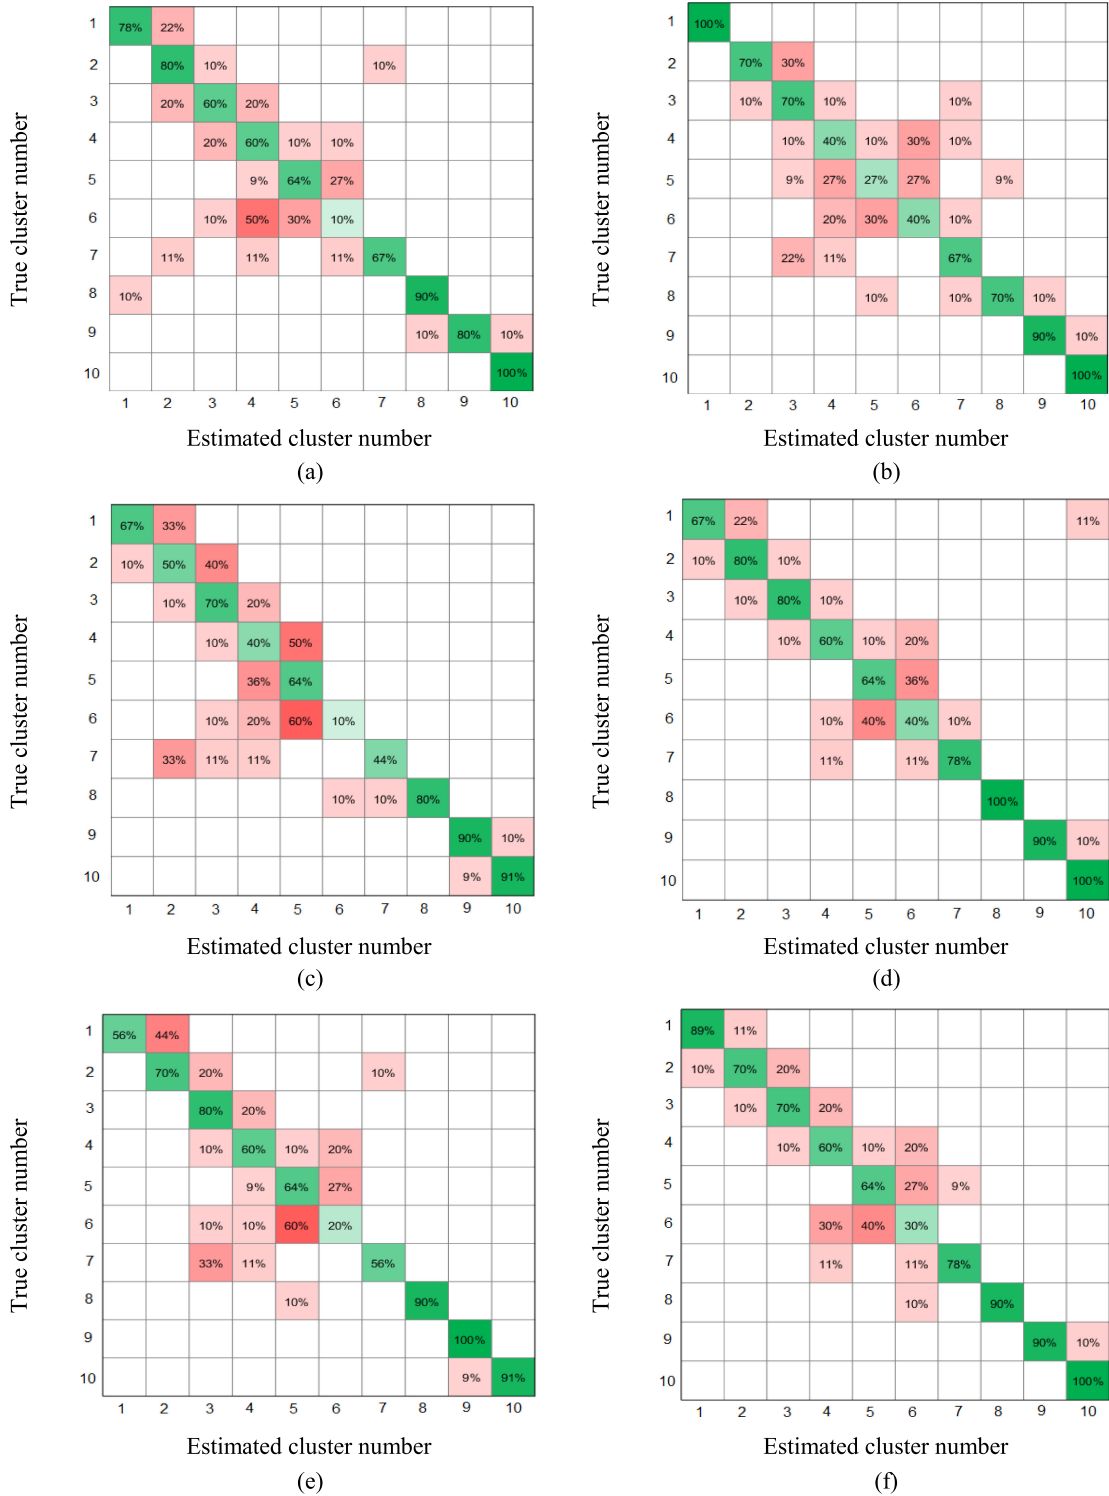 True cluster number
1 78% 22%
2 80% 10% 10%
3 20% 60% 20%
4 20% 60% 10% 10%
5 9% 64% 27%
6 10% 50% 30% 10%
7 11% 11% 11% 67%
8 10% 90%
9 10% 80% 10%
10 100%
1 2 3 4 5 6 7 8 9 10
Estimated cluster number
(a)
True cluster number
1 100%
2 70% 30%
3 10% 70% 10% 10%
4 10% 40% 10% 30% 10%
5 9% 27% 27% 27% 9%
6 20% 30% 40% 10%
7 22% 11% 67%
8 10% 10% 70% 10%
9 90% 10%
10 100%
1 2 3 4 5 6 7 8 9 10
Estimated cluster number
(b)
True cluster number
1 67% 33%
2 10% 50% 40%
3 10% 70% 20%
4 10% 40% 50%
5 36% 64%
6 10% 20% 60% 10%
7 33% 11% 11% 44%
8 10% 10% 80%
9 90% 10%
10 9% 91%
1 2 3 4 5 6 7 8 9 10
Estimated cluster number
(c)
True cluster number
1 67% 22% 11%
2 10% 80% 10%
3 10% 80% 10%
4 10% 60% 10% 20%
5 64% 36%
6 10% 40% 40% 10%
7 11% 11% 78%
8 100%
9 90% 10%
10 100%
1 2 3 4 5 6 7 8 9 10
Estimated cluster number
(d)
True cluster number
1 56% 44%
2 70% 20% 10%
3 80% 20%
4 10% 60% 10% 20%
5 9% 64% 27%
6 10% 10% 60% 20%
7 33% 11% 56%
8 10% 90%
9 100%
10 9% 91%
1 2 3 4 5 6 7 8 9 10
Estimated cluster number
(e)
True cluster number
1 89% 11%
2 10% 70% 20%
3 10% 70% 20%
4 10% 60% 10% 20%
5 64% 27% 9%
6 30% 40% 30%
7 11% 11% 78%
8 10% 90%
9 90% 10%
10 100%
1 2 3 4 5 6 7 8 9 10
Estimated cluster number
(f)